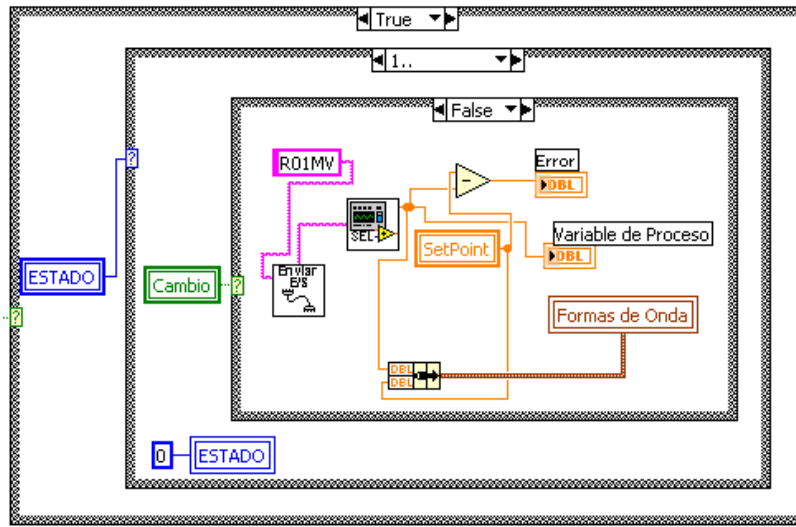 True
1..
False
R01MV
Error
DBL
SEL
SetPoint
Variable de Proceso
DBL
ESTADO
Cambio
Enviar
E/S
Formas de Onda
DBL
DBL
0
ESTADO
?
?
?